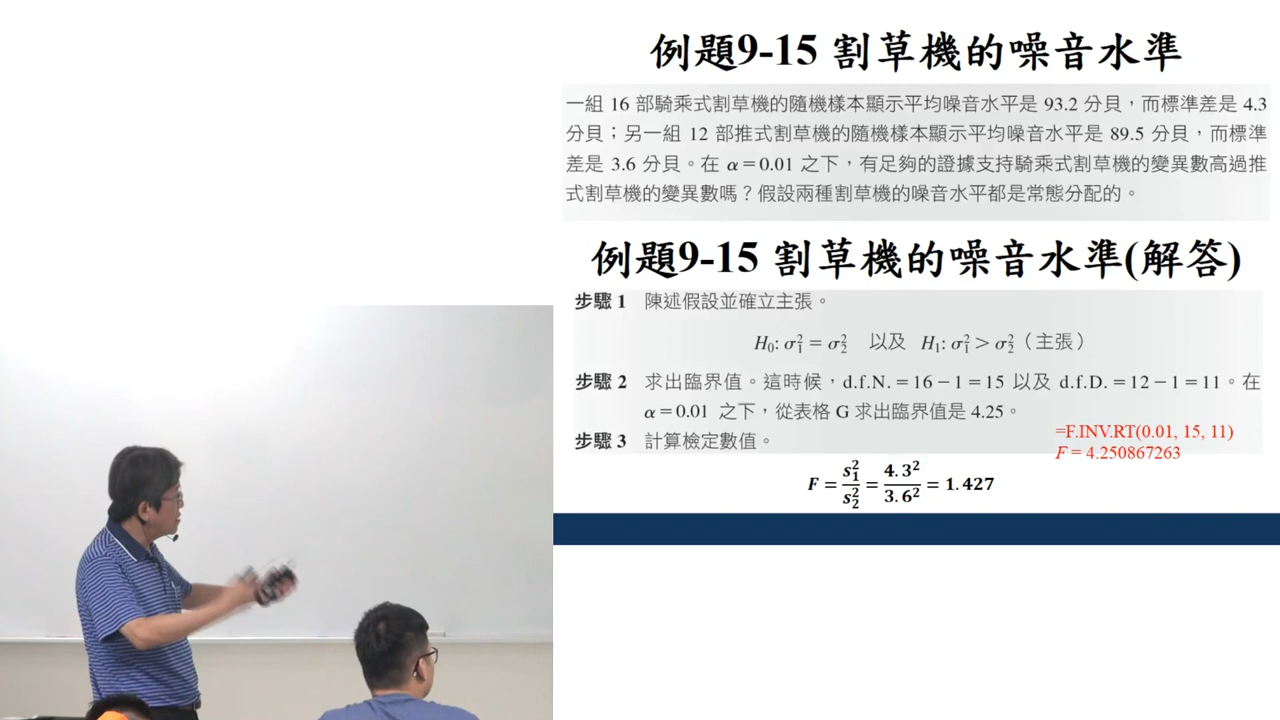 例題9-15 割草機的噪音水準
一組 16 部騎乘式割草機的隨機樣本顯示平均噪音水平是 93.2 分貝，而標準差是 4.3
分貝；另一組 12 部推式割草機的隨機樣本顯示平均噪音水平是 89.5 分貝，而標準
差是 3.6 分貝。在 α＝0.01 之下，有足夠的證據支持騎乘式割草機的變異數高過推
式割草機的變異數嗎？假設兩種割草機的噪音水平都是常態分配的。
例題9-15 割草機的噪音水準(解答)
步驟 1 陳述假設並確立主張。
H₀: σ₁² = σ₂² 以及 H₁: σ₁² > σ₂²（主張）
步驟 2 求出臨界值。這時候，d.f.N. = 16 − 1 = 15 以及 d.f.D. = 12 − 1 = 11。在
α＝0.01 之下，從表格 G 求出臨界值是 4.25。
步驟 3 計算檢定數值。
=F.INV.RT(0.01, 15, 11)
F = 4.250867263
F = s₁²/s₂² = 4.3²/3.6² = 1.427